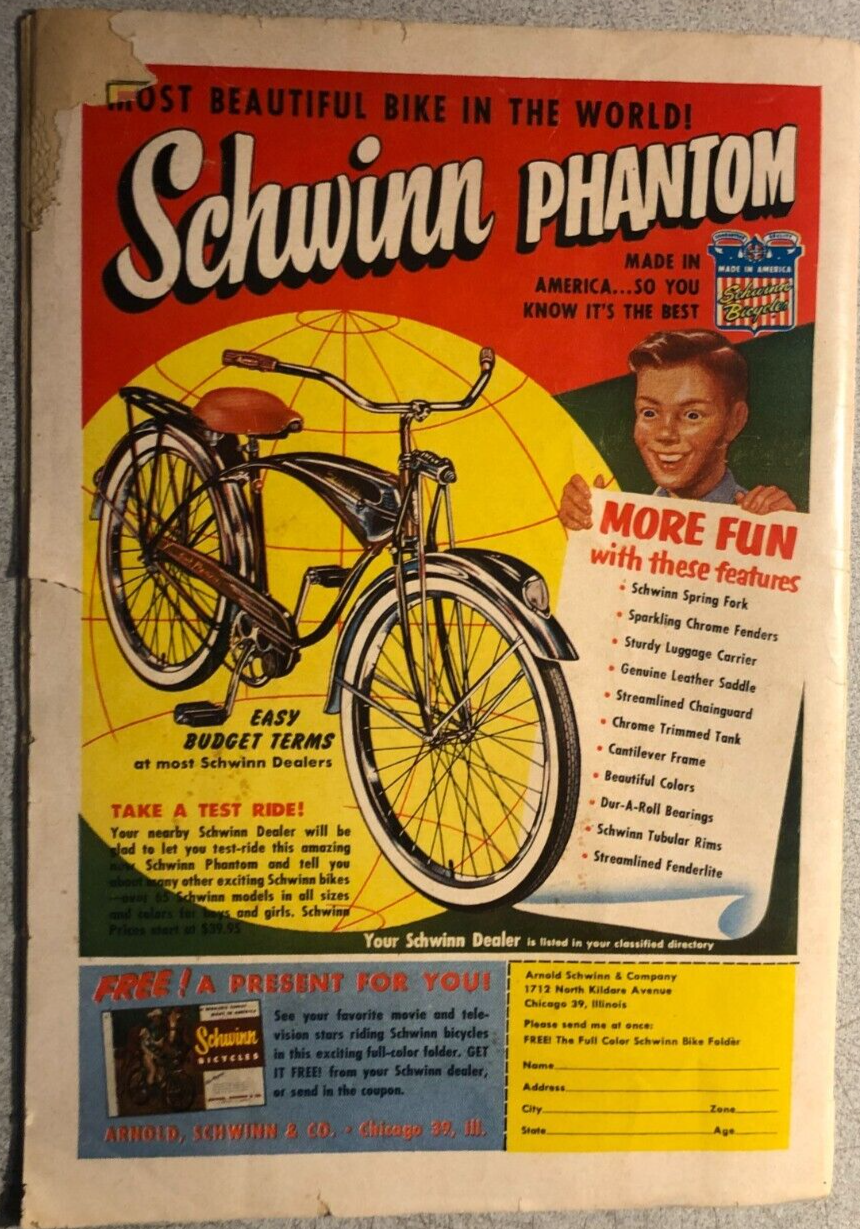 MOST BEAUTIFUL BIKE IN THE WORLD!
Schwinn PHANTOM
MADE IN
AMERICA...SO YOU
KNOW IT'S THE BEST
MADE IN AMERICA
Schwinn
Bicycles
MORE FUN
with these features
• Schwinn Spring Fork
• Sparkling Chrome Fenders
• Sturdy Luggage Carrier
• Genuine Leather Saddle
• Streamlined Chainguard
• Chrome Trimmed Tank
• Cantilever Frame
• Beautiful Colors
• Dur-A-Roll Bearings
• Schwinn Tubular Rims
• Streamlined Fenderlite
EASY
BUDGET TERMS
at most Schwinn Dealers
TAKE A TEST RIDE!
Your nearby Schwinn Dealer will be
glad to let you test-ride this amazing
new Schwinn Phantom and tell you
about many other exciting Schwinn bikes
—over 65 Schwinn models in all sizes
and colors for boys and girls. Schwinn
Prices start at $39.95
Your Schwinn Dealer is listed in your classified directory
FREE! A PRESENT FOR YOU!
Schwinn
BICYCLES
See your favorite movie and tele-
vision stars riding Schwinn bicycles
in this exciting full-color folder. GET
IT FREE! from your Schwinn dealer,
or send in the coupon.
ARNOLD, SCHWINN & CO. • Chicago 39, Ill.
Arnold Schwinn & Company
1712 North Kildare Avenue
Chicago 39, Illinois
Please send me at once:
FREE! The Full Color Schwinn Bike Folder
Name
Address
City Zone
State Age